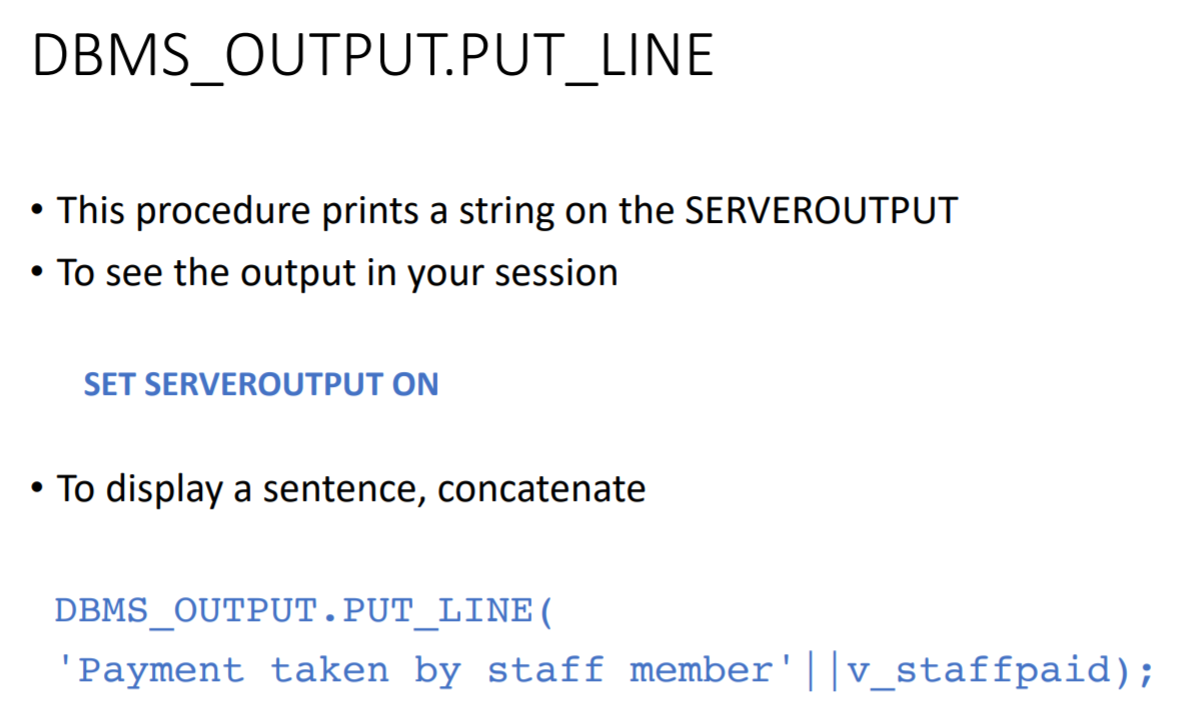 DBMS_OUTPUT.PUT_LINE
• This procedure prints a string on the SERVEROUTPUT
• To see the output in your session
SET SERVEROUTPUT ON
• To display a sentence, concatenate
DBMS_OUTPUT.PUT_LINE(
'Payment taken by staff member'||v_staffpaid);